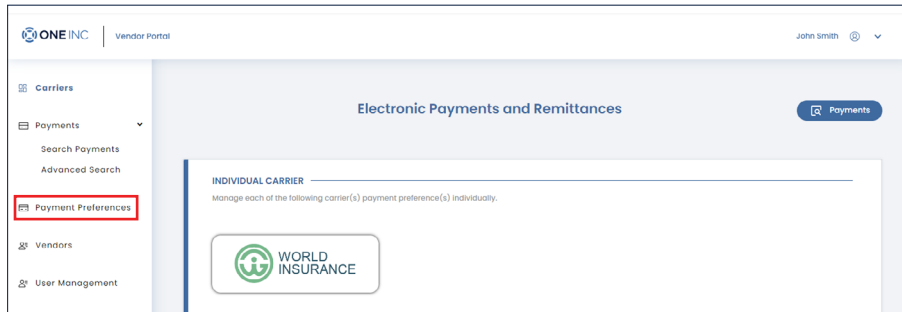 ONE INC
Vendor Portal
John Smith
Carriers
Payments
Search Payments
Advanced Search
Payment Preferences
Vendors
User Management
Electronic Payments and Remittances
Payments
INDIVIDUAL CARRIER
Manage each of the following carrier(s) payment preference(s) individually.
WORLD
INSURANCE